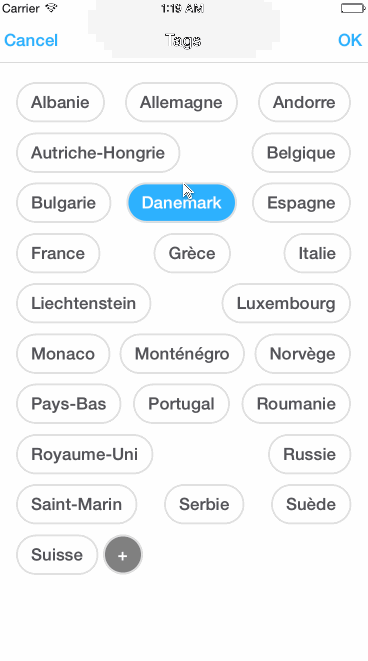 Carrier 1:19 AM
Cancel Tags OK
Albanie Allemagne Andorre
Autriche-Hongrie Belgique
Bulgarie Danemark Espagne
France Grèce Italie
Liechtenstein Luxembourg
Monaco Monténégro Norvège
Pays-Bas Portugal Roumanie
Royaume-Uni Russie
Saint-Marin Serbie Suède
Suisse +